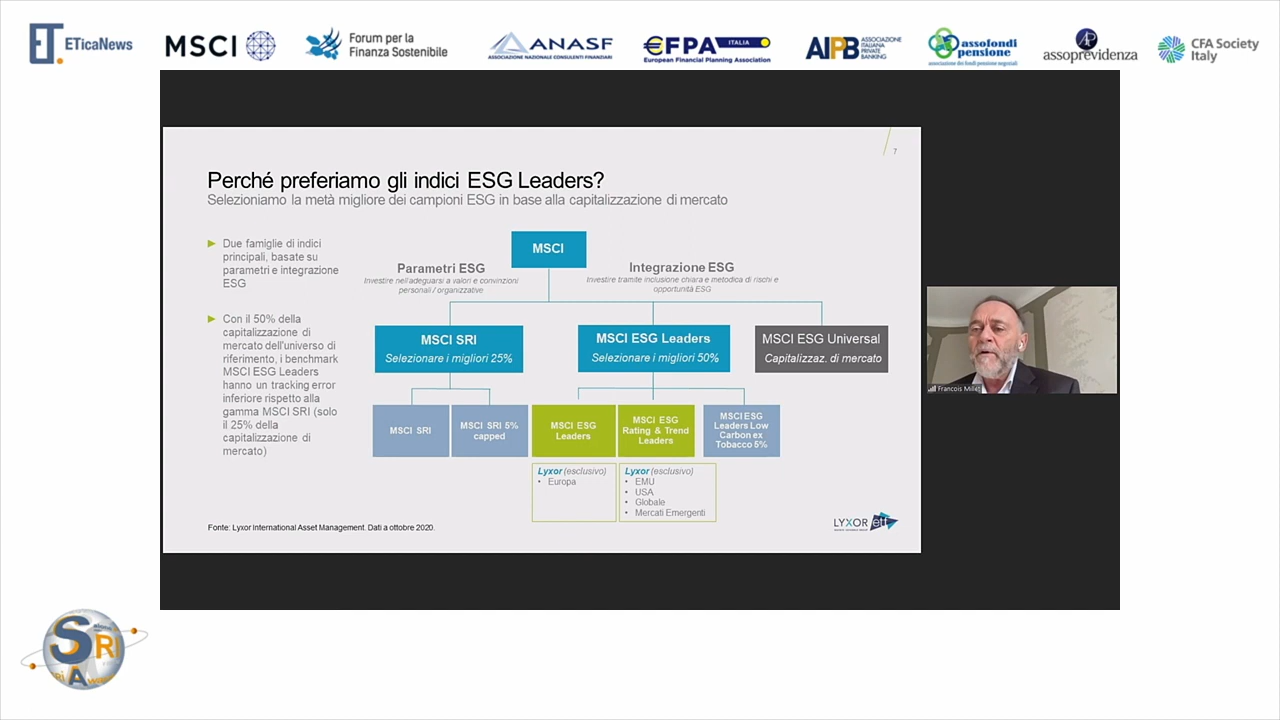 ET.
ETicaNews
MSCI
Forum per la
Finanza Sostenibile
ANASF
ASSOCIAZIONE NAZIONALE CONSULENTI FINANZIARI
€FPA ITALIA
European Financial Planning Association
AIPB
ASSOCIAZIONE
ITALIANA
PRIVATE
BANKING
assofondi
pensione
associazione dei fondi pensione negoziali
AP
assoprevidenza
CFA Society
Italy
7
Perché preferiamo gli indici ESG Leaders?
Selezioniamo la metà migliore dei campioni ESG in base alla capitalizzazione di mercato
Due famiglie di indici
principali, basate su
parametri e integrazione
ESG
Con il 50% della
capitalizzazione di
mercato dell'universo di
riferimento, i benchmark
MSCI ESG Leaders
hanno un tracking error
inferiore rispetto alla
gamma MSCI SRI (solo
il 25% della
capitalizzazione di
mercato)
MSCI
Parametri ESG
Investire nell'adeguarsi a valori e convinzioni
personali / organizzative
Integrazione ESG
Investire tramite inclusione chiara e metodica di rischi e
opportunità ESG
MSCI SRI
Selezionare i migliori 25%
MSCI ESG Leaders
Selezionare i migliori 50%
MSCI ESG Universal
Capitalizzaz. di mercato
MSCI SRI
MSCI SRI 5%
capped
MSCI ESG
Leaders
MSCI ESG
Rating & Trend
Leaders
MSCI ESG
Leaders Low
Carbon ex
Tobacco 5%
Lyxor (esclusivo)
• Europa
Lyxor (esclusivo)
• EMU
• USA
• Globale
• Mercati Emergenti
Fonte: Lyxor International Asset Management. Dati a ottobre 2020.
LYXOR etf
Francois Millet
SRI